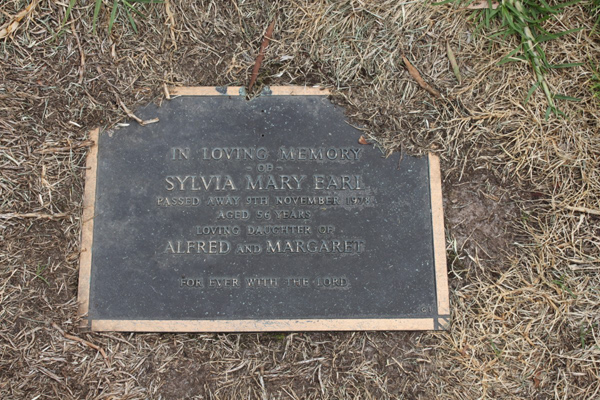 IN LOVING MEMORY
- OF -
SYLVIA MARY EARL
PASSED AWAY 9TH NOVEMBER 1978
AGED 56 YEARS
LOVING DAUGHTER OF
ALFRED AND MARGARET
FOR EVER WITH THE LORD